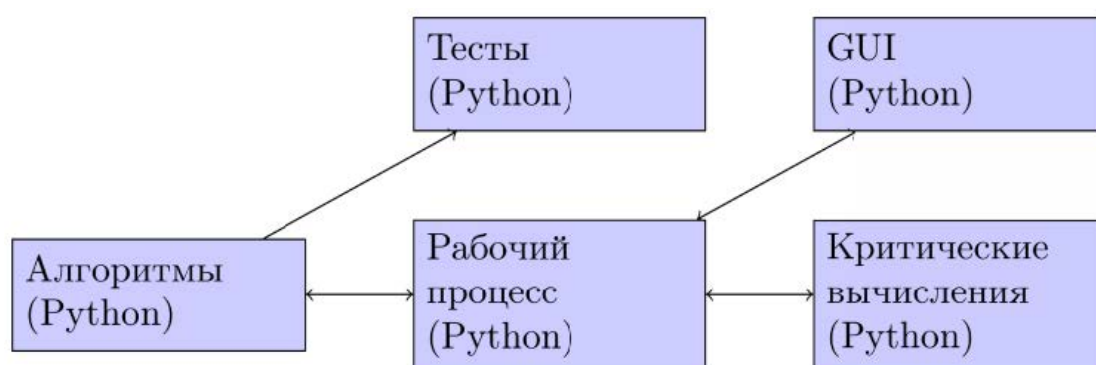 Тесты
(Python)
GUI
(Python)
Алгоритмы
(Python)
Рабочий
процесс
(Python)
Критические
вычисления
(Python)